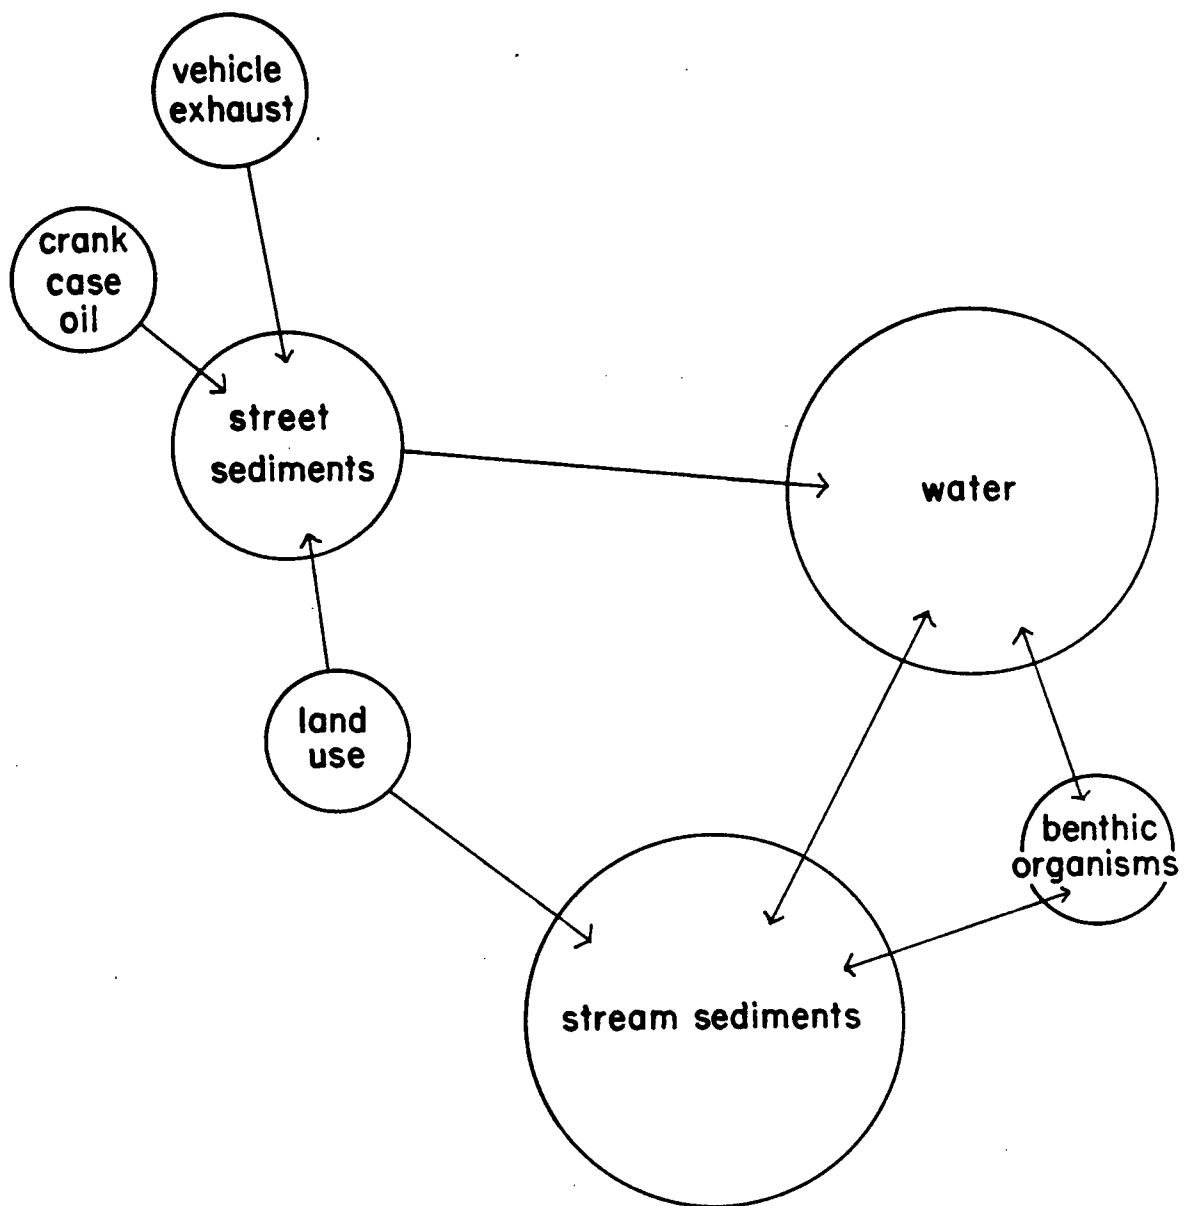 vehicle
exhaust
crank
case
oil
street
sediments
water
land
use
benthic
organisms
stream sediments